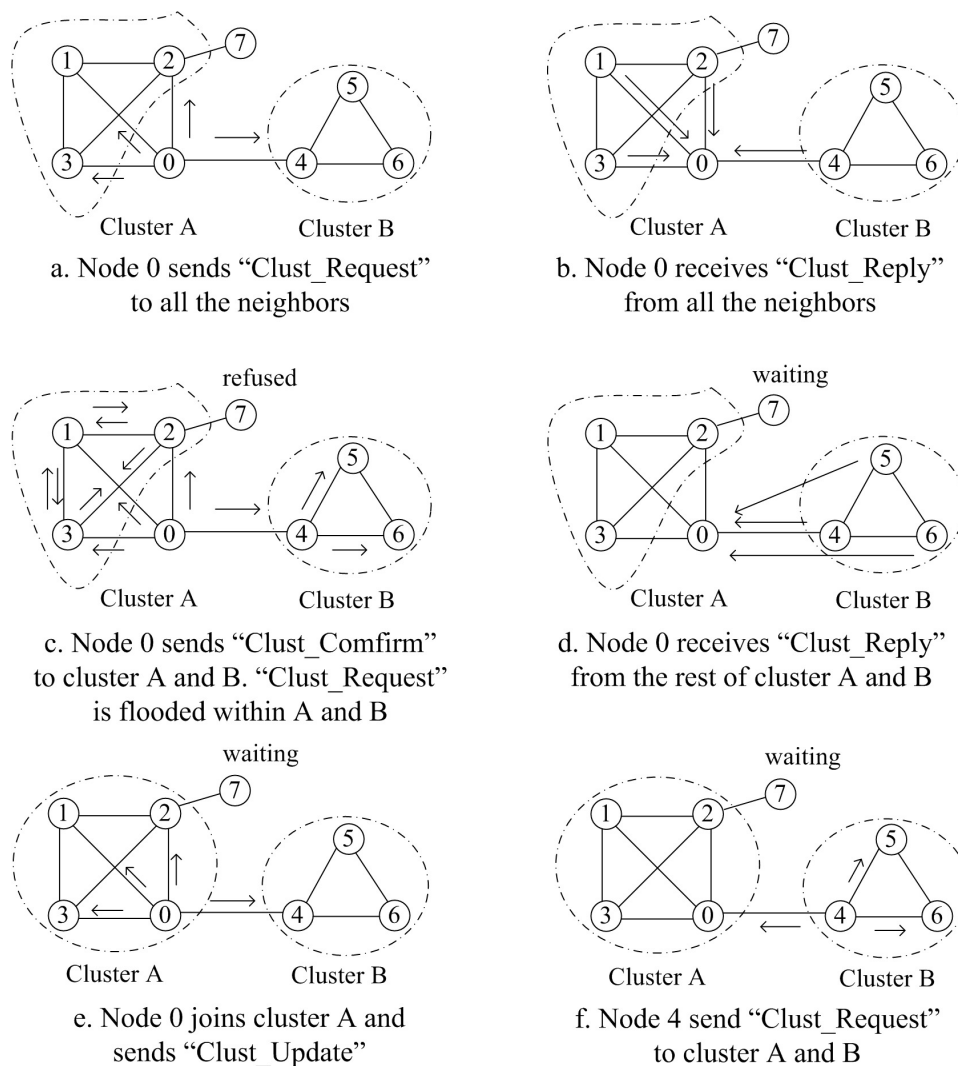 1 2 7
5
3 0 4 6
Cluster A Cluster B
a. Node 0 sends “Clust_Request”
to all the neighbors
1 2 7
5
3 0 4 6
Cluster A Cluster B
b. Node 0 receives “Clust_Reply”
from all the neighbors
refused
1 2 7
5
3 0 4 6
Cluster A Cluster B
c. Node 0 sends “Clust_Comfirm”
to cluster A and B. “Clust_Request”
is flooded within A and B
waiting
1 2 7
5
3 0 4 6
Cluster A Cluster B
d. Node 0 receives “Clust_Reply”
from the rest of cluster A and B
waiting
1 2 7
5
3 0 4 6
Cluster A Cluster B
e. Node 0 joins cluster A and
sends “Clust_Update”
waiting
1 2 7
5
3 0 4 6
Cluster A Cluster B
f. Node 4 send “Clust_Request”
to cluster A and B